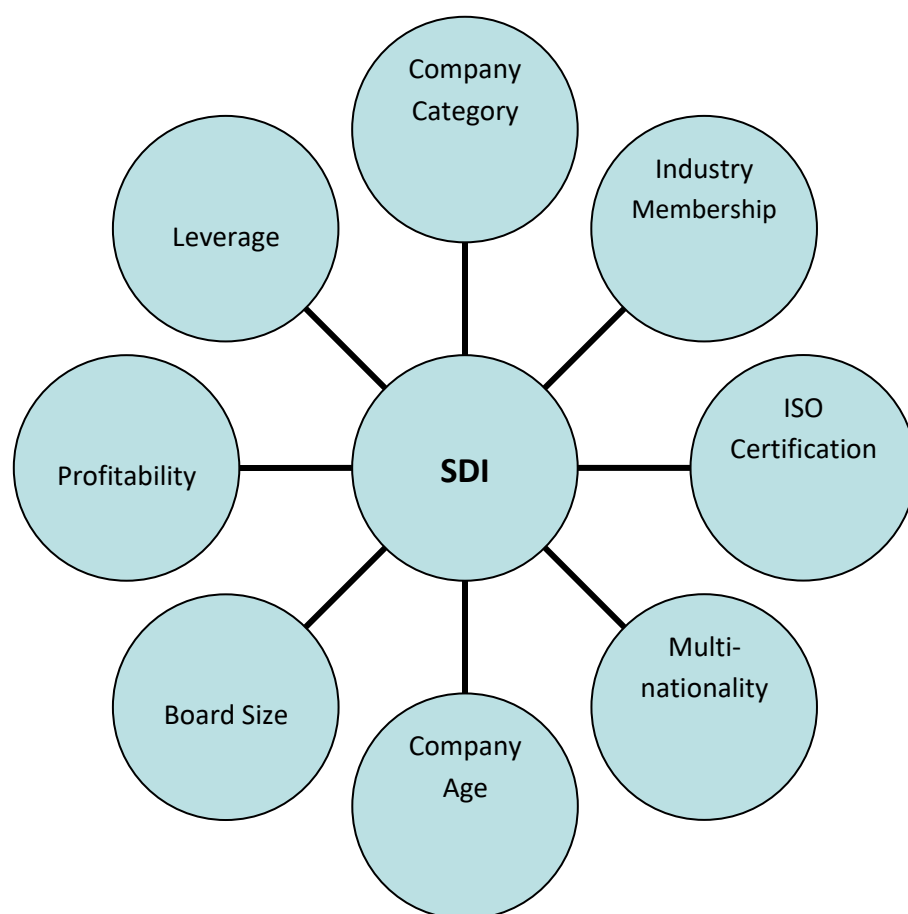 Company
Category
Industry
Membership
Leverage
ISO
Certification
SDI
Profitability
Multi-
nationality
Board Size
Company
Age